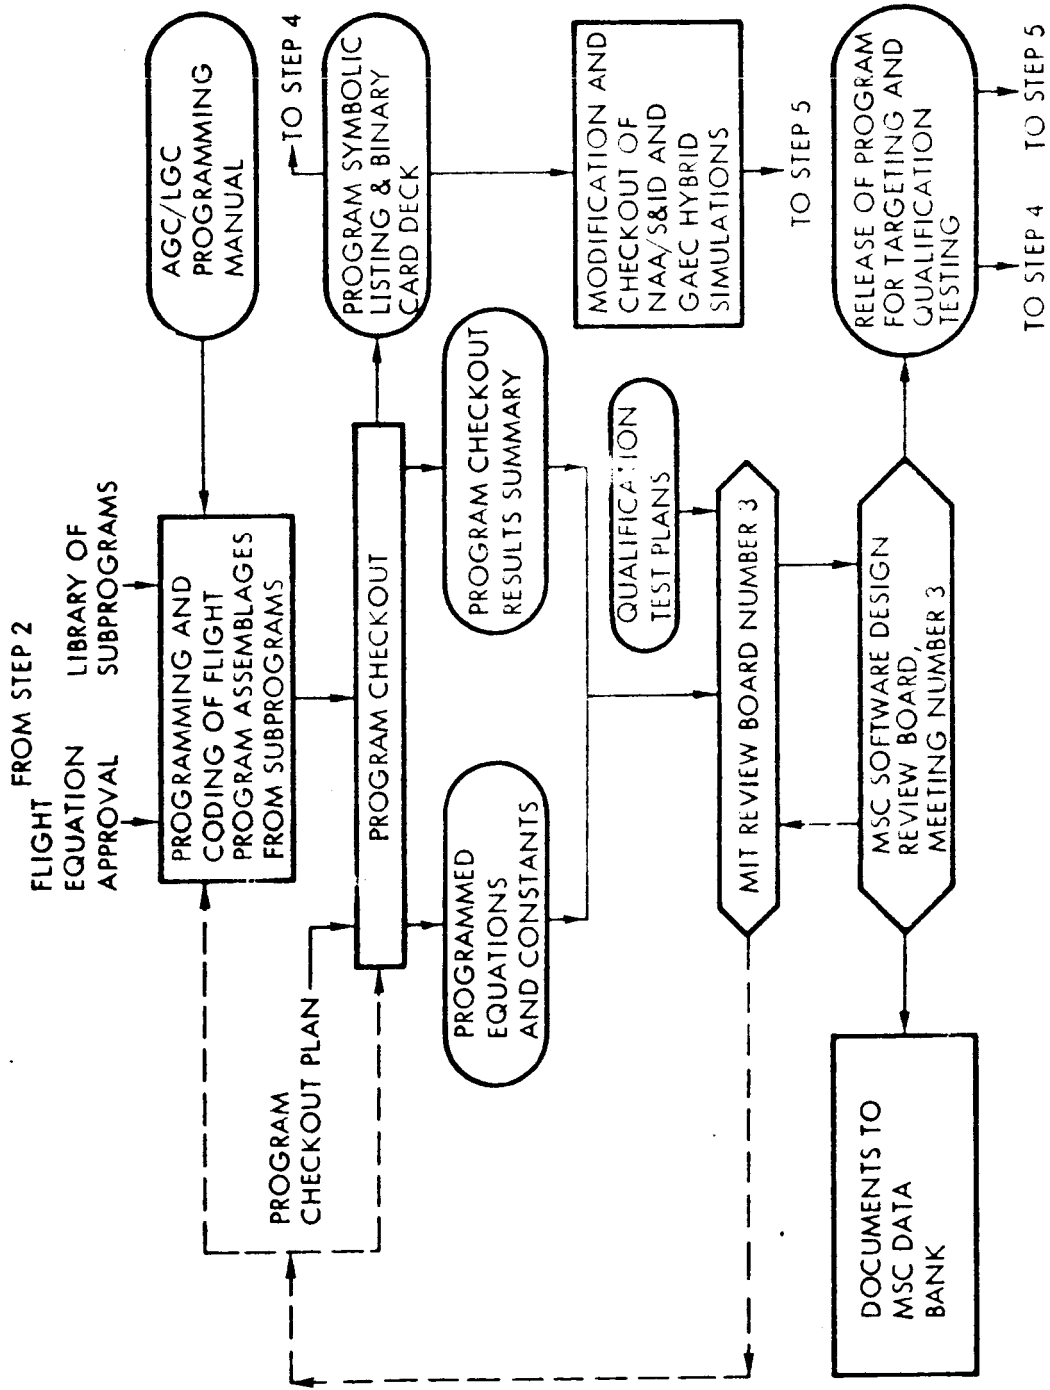 FROM STEP 2
FLIGHT
EQUATION
APPROVAL
LIBRARY OF
SUBPROGRAMS
PROGRAMMING AND
CODING OF FLIGHT
PROGRAM ASSEMBLAGES
FROM SUBPROGRAMS
AGC/LGC
PROGRAMMING
MANUAL
TO STEP 4
PROGRAM
CHECKOUT PLAN
PROGRAM CHECKOUT
PROGRAM SYMBOLIC
LISTING & BINARY
CARD DECK
PROGRAMMED
EQUATIONS
AND CONSTANTS
PROGRAM CHECKOUT
RESULTS SUMMARY
MODIFICATION AND
CHECKOUT OF
NAA/S&ID AND
GAEC HYBRID
SIMULATIONS
QUALIFICATION
TEST PLANS
TO STEP 5
MIT REVIEW BOARD NUMBER 3
DOCUMENTS TO
MSC DATA
BANK
MSC SOFTWARE DESIGN
REVIEW BOARD,
MEETING NUMBER 3
RELEASE OF PROGRAM
FOR TARGETING AND
QUALIFICATION
TESTING
TO STEP 4
TO STEP 5